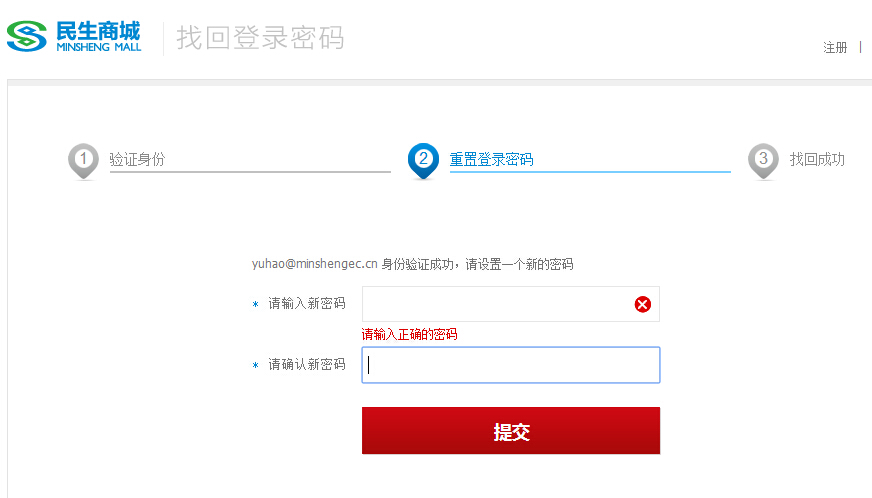 民生商城
MINSHENG MALL
找回登录密码
注册 |
1 验证身份
2 重置登录密码
3 找回成功
yuhao@minshengec.cn 身份验证成功，请设置一个新的密码
* 请输入新密码
请输入正确的密码
* 请确认新密码
提交